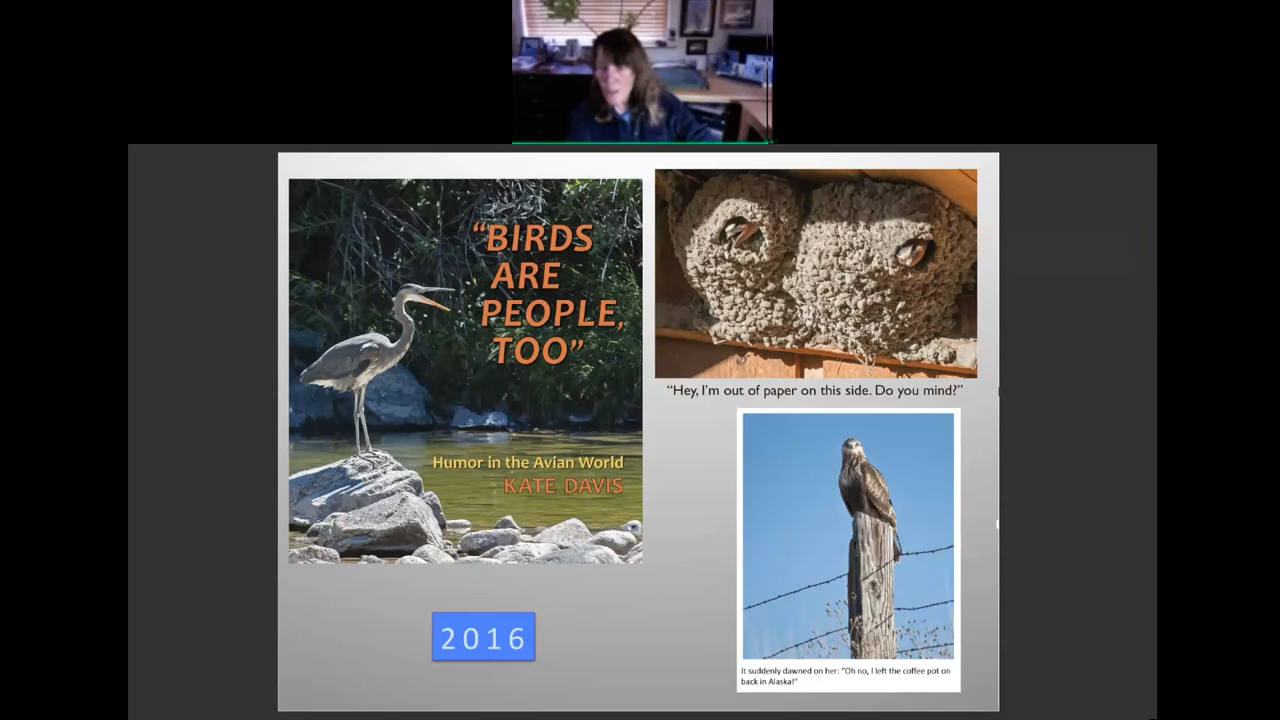 “BIRDS
ARE
PEOPLE,
TOO”
Humor in the Avian World
KATE DAVIS
2016
“Hey, I’m out of paper on this side. Do you mind?”
It suddenly dawned on her: “Oh no, I left the coffee pot on
back in Alaska!”